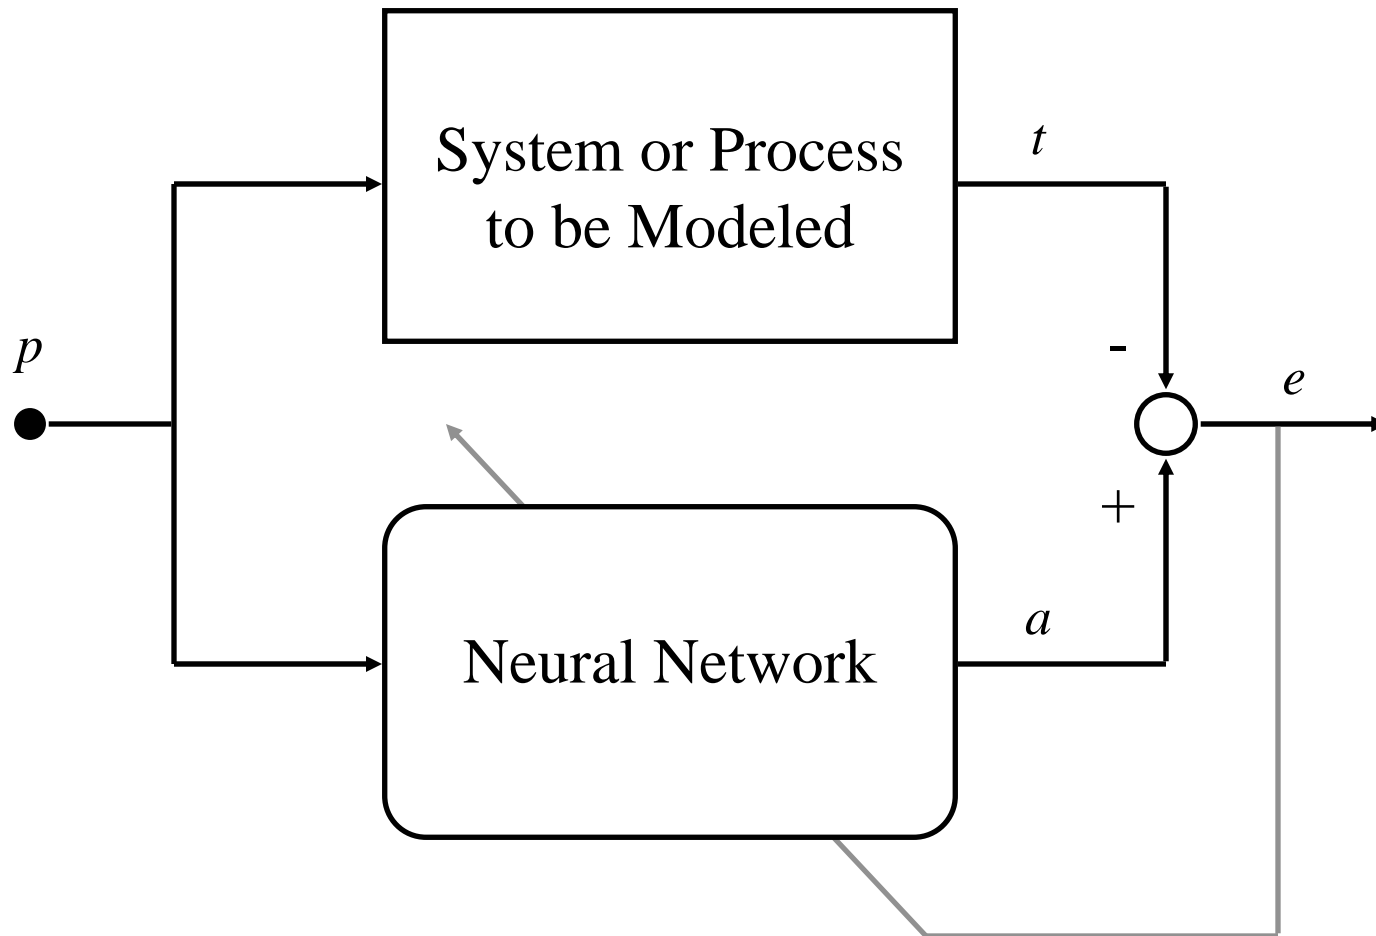 System or Process
to be Modeled
t
p
-
e
+
a
Neural Network